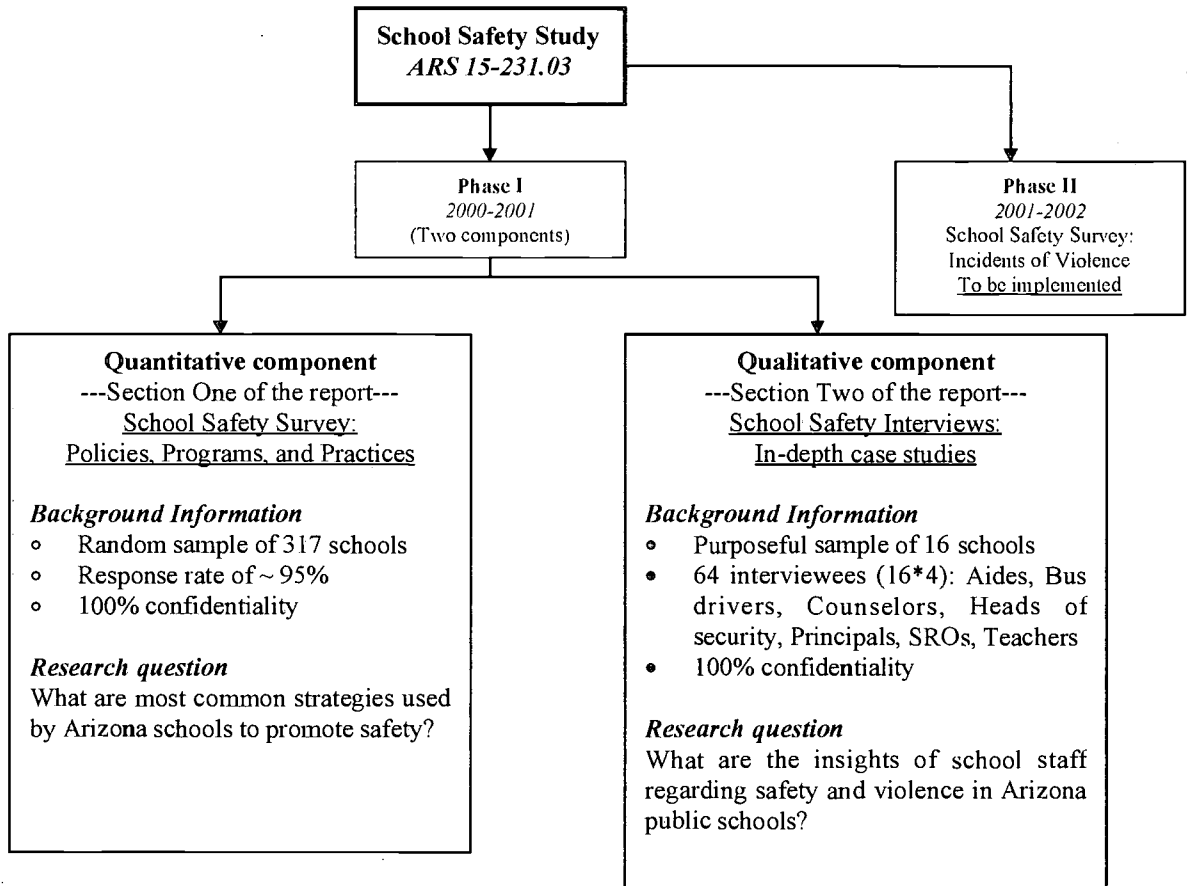 School Safety Study
ARS 15-231.03
Phase I
2000-2001
(Two components)
Phase II
2001-2002
School Safety Survey:
Incidents of Violence
To be implemented
Quantitative component
---Section One of the report---
School Safety Survey:
Policies, Programs, and Practices
Background Information
○ Random sample of 317 schools
○ Response rate of ~ 95%
○ 100% confidentiality
Research question
What are most common strategies used
by Arizona schools to promote safety?
Qualitative component
---Section Two of the report---
School Safety Interviews:
In-depth case studies
Background Information
● Purposeful sample of 16 schools
● 64 interviewees (16*4): Aides, Bus
drivers, Counselors, Heads of
security, Principals, SROs, Teachers
● 100% confidentiality
Research question
What are the insights of school staff
regarding safety and violence in Arizona
public schools?